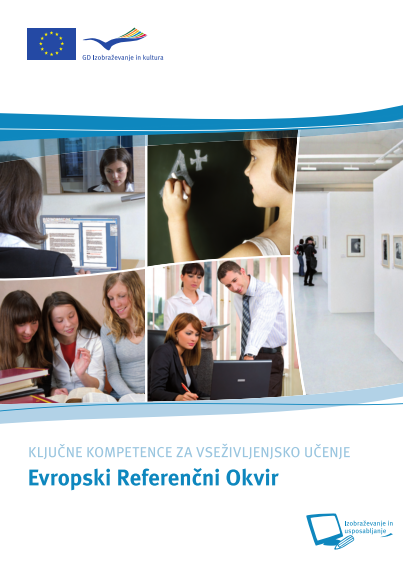 GD Izobraževanje in kultura
A+
KLJUČNE KOMPETENCE ZA VSEŽIVLJENJSKO UČENJE
Evropski Referenčni Okvir
Izobraževanje in
usposabljanje